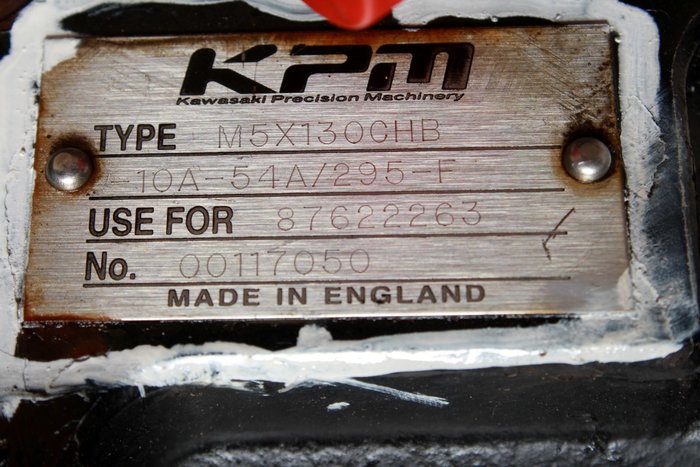 KPM
Kawasaki Precision Machinery
TYPE M5X130CHB
-10A-54A/295-F
USE FOR 87622263
No. 00117050
MADE IN ENGLAND